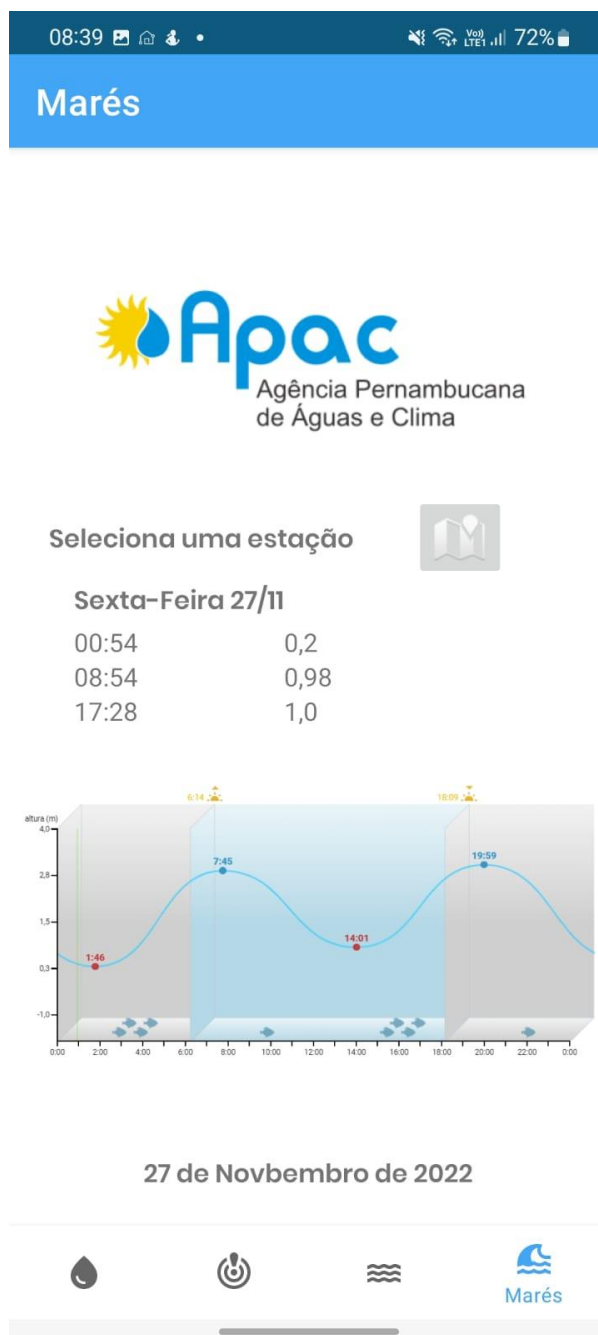 08:39 Vo) LTE1 72%
Marés
Apac
Agência Pernambucana
de Águas e Clima
Seleciona uma estação
Sexta-Feira 27/11
00:54 0,2
08:54 0,98
17:28 1,0
6:14 18:09
altura (m)
4,0
2,8
1,5
0,3
-1,0
1:46
7:45
14:01
19:59
0:00 2:00 4:00 6:00 8:00 10:00 12:00 14:00 16:00 18:00 20:00 22:00 0:00
27 de Novbembro de 2022
Marés